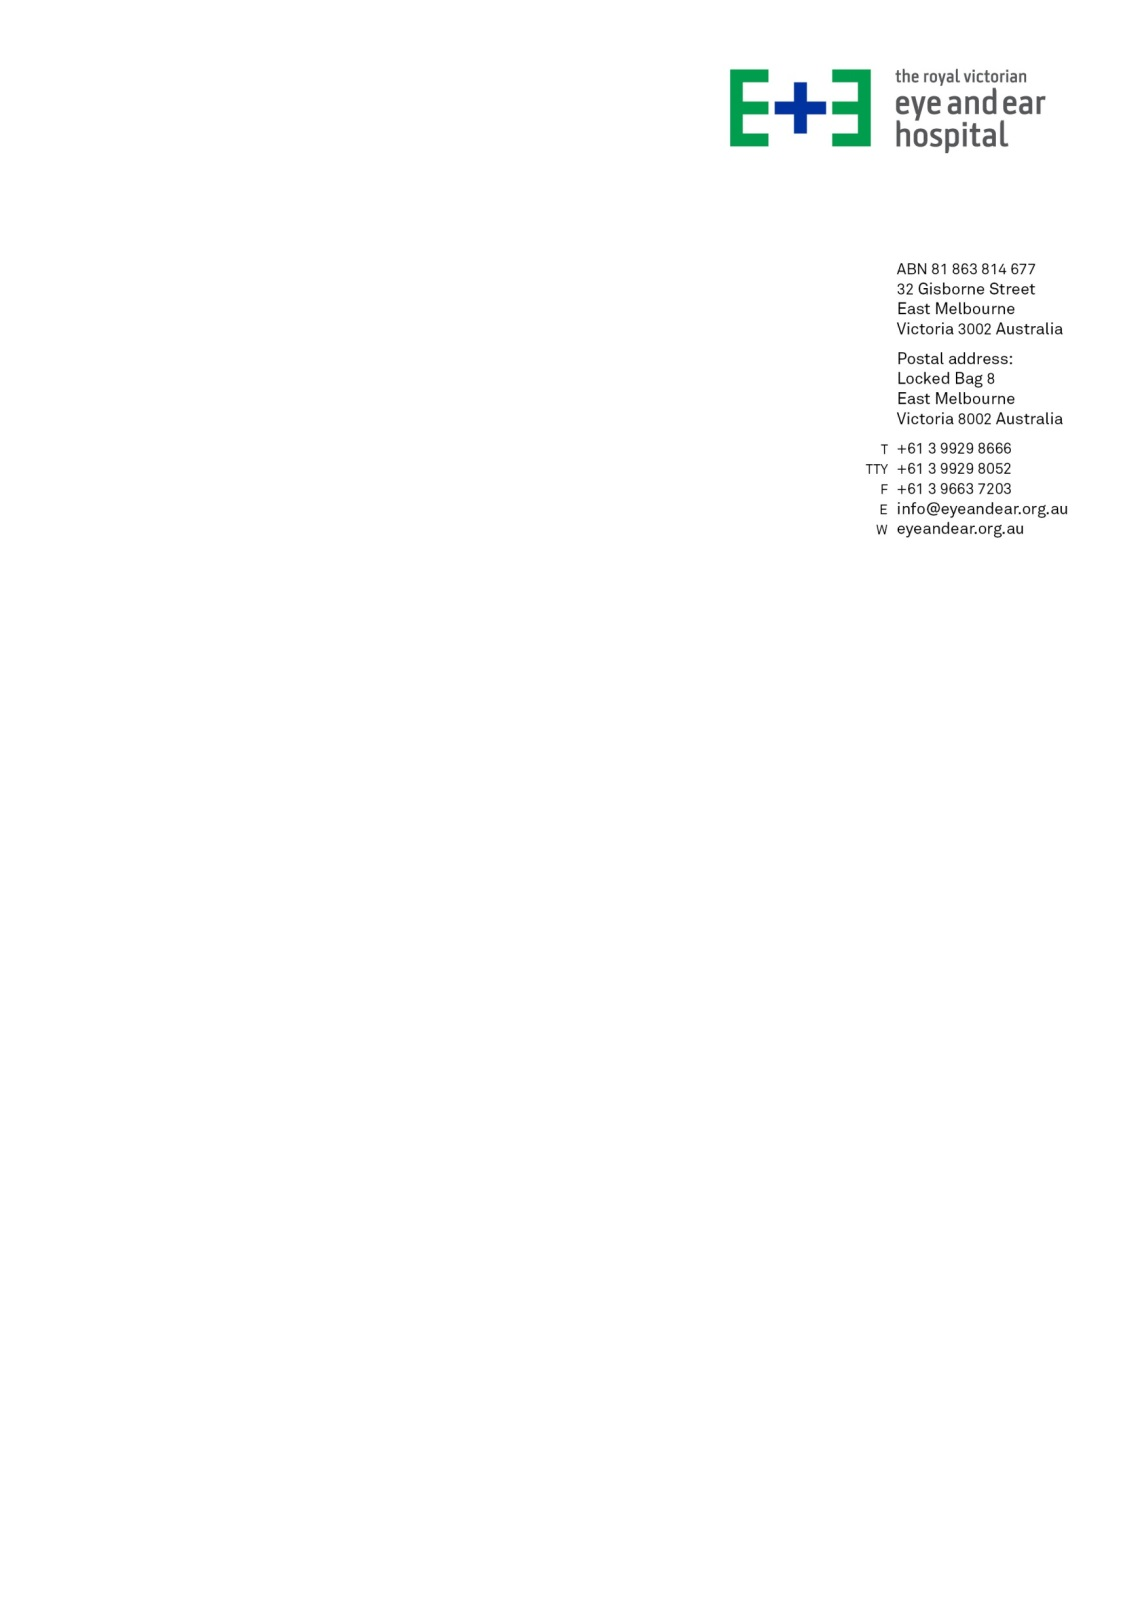 E+E
the royal victorian
eye and ear
hospital
ABN 81 863 814 677
32 Gisborne Street
East Melbourne
Victoria 3002 Australia
Postal address:
Locked Bag 8
East Melbourne
Victoria 8002 Australia
T +61 3 9929 8666
TTY +61 3 9929 8052
F +61 3 9663 7203
E info@eyeandear.org.au
W eyeandear.org.au